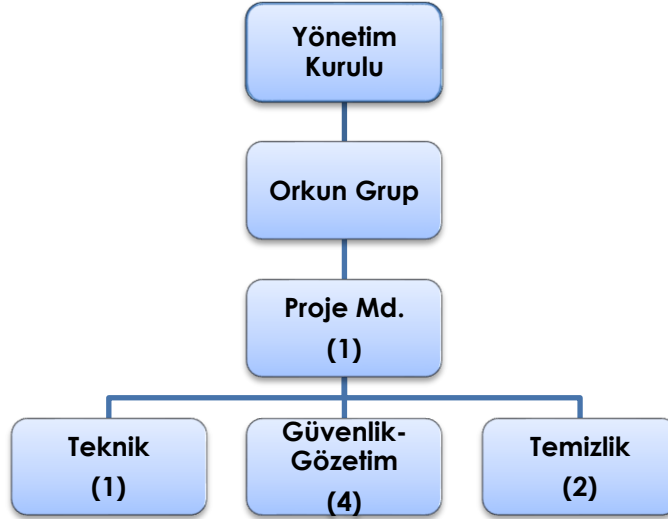 Yönetim
Kurulu
Orkun Grup
Proje Md.
(1)
Teknik
(1)
Güvenlik-
Gözetim
(4)
Temizlik
(2)